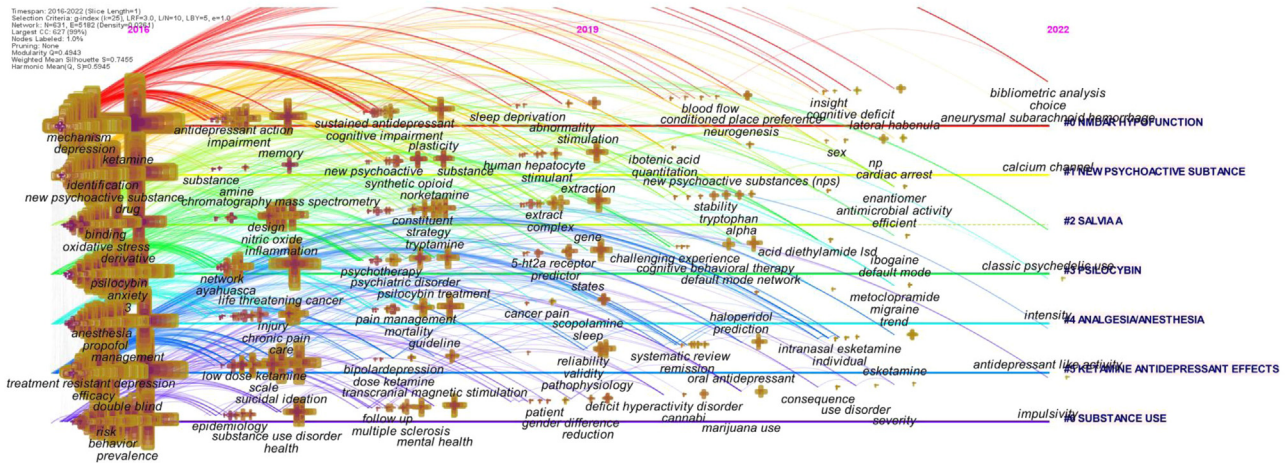 Timespan: 2016-2022 (Slice Length=1)
Selection Criteria: g-index (k=25), LRF=3.0, L/N=10, LBY=5, e=1.0
Network: N=631, E=5182 (Density=0.0261)
Largest CC: 627 (99%)
Nodes Labeled: 1.0%
Pruning: None
Modularity Q=0.4943
Weighted Mean Silhouette S=0.7455
Harmonic Mean(Q, S)=0.5945
2016
2019
2022
mechanism
depression
ketamine
antidepressant action
impairment
memory
sustained antidepressant
cognitive impairment
plasticity
sleep deprivation
abnormality
stimulation
blood flow
conditioned place preference
neurogenesis
insight
cognitive deficit
lateral habenula
bibliometric analysis
choice
aneurysmal subarachnoid hemorrhage
#0 NMDAR HYPOFUNCTION
identification
new psychoactive substance
drug
substance
amine
chromatography mass spectrometry
new psychoactive substance
synthetic opioid
norketamine
human hepatocyte
stimulant
extraction
ibotenic acid
quantitation
new psychoactive substances (nps)
sex
np
cardiac arrest
calcium channel
#1 NEW PSYCHOACTIVE SUBTANCE
binding
oxidative stress
derivative
design
nitric oxide
inflammation
constituent
strategy
tryptamine
extract
complex
gene
stability
tryptophan
alpha
enantiomer
antimicrobial activity
efficient
#2 SALVIA A
psilocybin
anxiety
3
network
ayahuasca
life threatening cancer
psychotherapy
psychiatric disorder
psilocybin treatment
5-ht2a receptor
predictor
states
challenging experience
cognitive behavioral therapy
default mode network
acid diethylamide lsd
ibogaine
default mode
classic psychedelic use
#3 PSILOCYBIN
anesthesia
propofol
management
injury
chronic pain
care
pain management
mortality
guideline
cancer pain
scopolamine
sleep
haloperidol
prediction
metoclopramide
migraine
trend
intensity
#4 ANALGESIA/ANESTHESIA
treatment resistant depression
efficacy
double blind
low dose ketamine
scale
suicidal ideation
bipolardepression
dose ketamine
transcranial magnetic stimulation
reliability
validity
pathophysiology
systematic review
remission
oral antidepressant
intranasal esketamine
individual
esketamine
antidepressant like activity
#5 KETAMINE ANTIDEPRESSANT EFFECTS
risk
behavior
prevalence
epidemiology
substance use disorder
health
follow up
multiple sclerosis
mental health
patient
gender difference
reduction
deficit hyperactivity disorder
cannabi
marijuana use
consequence
use disorder
severity
impulsivity
#6 SUBSTANCE USE